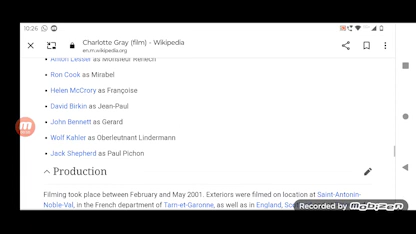 10:26
Charlotte Gray (film) - Wikipedia
en.m.wikipedia.org
Anton Lesser as Monsieur Renech
• Ron Cook as Mirabel
• Helen McCrory as Françoise
• David Birkin as Jean-Paul
• John Bennett as Gerard
• Wolf Kahler as Oberleutnant Lindermann
• Jack Shepherd as Paul Pichon
Production
Filming took place between February and May 2001. Exteriors were filmed on location at Saint-Antonin-
Noble-Val, in the French department of Tarn-et-Garonne, as well as in England,
Recorded by Mobizen